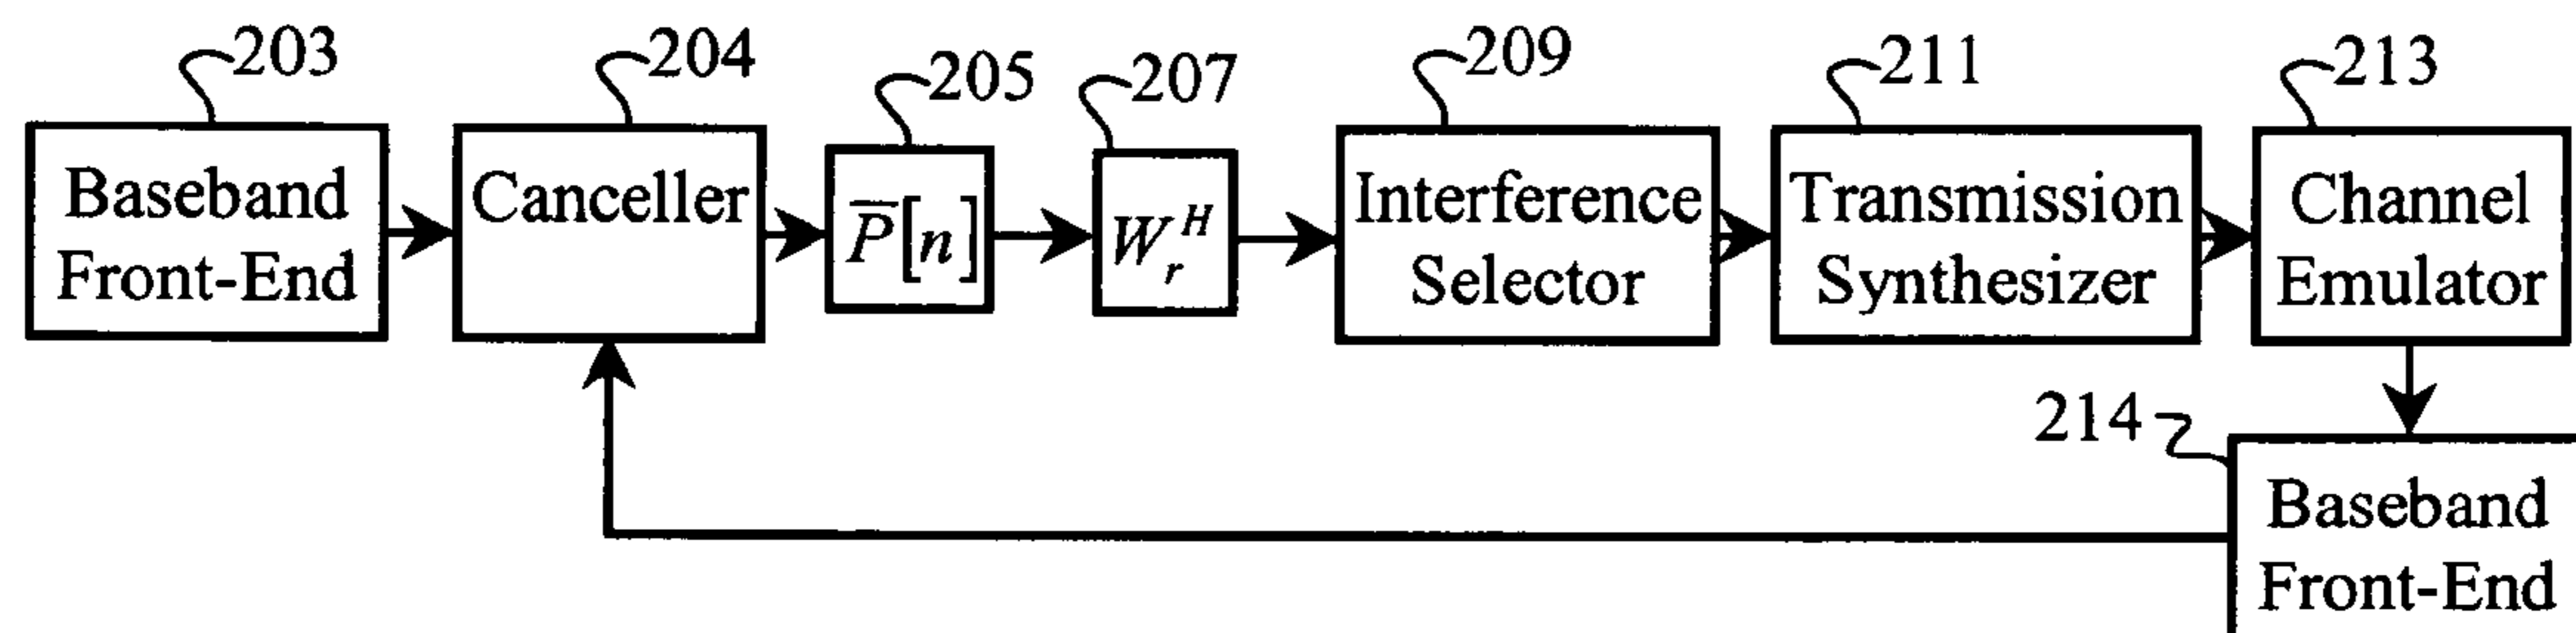 203
204
205
207
209
211
213
Baseband
Front-End
Canceller
P̅[n]
W_r^H
Interference
Selector
Transmission
Synthesizer
Channel
Emulator
214
Baseband
Front-End